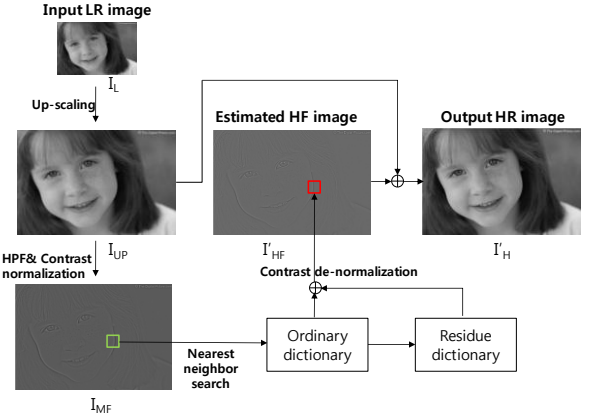 Input LR image
I_L
Up-scaling
Estimated HF image
Output HR image
I_UP
I'_HF
I'_H
HPF& Contrast
normalization
Contrast de-normalization
Nearest
neighbor
search
Ordinary
dictionary
Residue
dictionary
I_MF